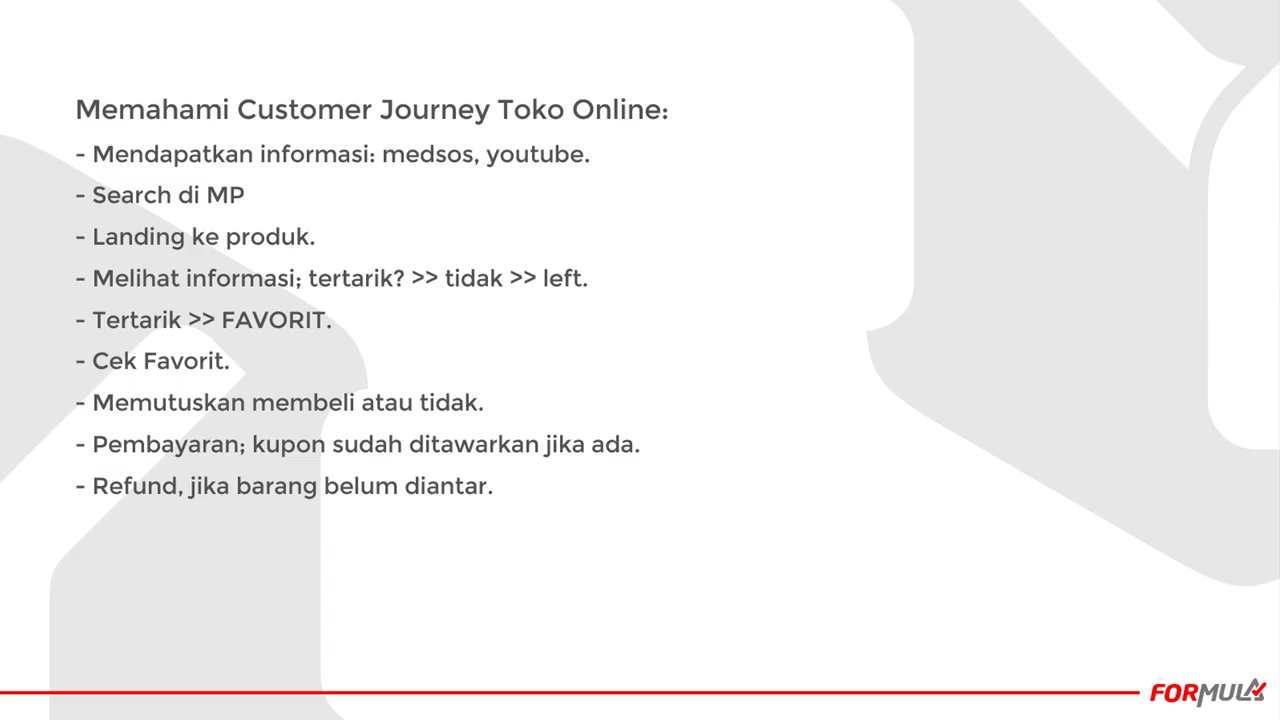 Memahami Customer Journey Toko Online:
- Mendapatkan informasi: medsos, youtube.
- Search di MP
- Landing ke produk.
- Melihat informasi; tertarik? >> tidak >> left.
- Tertarik >> FAVORIT.
- Cek Favorit.
- Memutuskan membeli atau tidak.
- Pembayaran; kupon sudah ditawarkan jika ada.
- Refund, jika barang belum diantar.
FORMULA